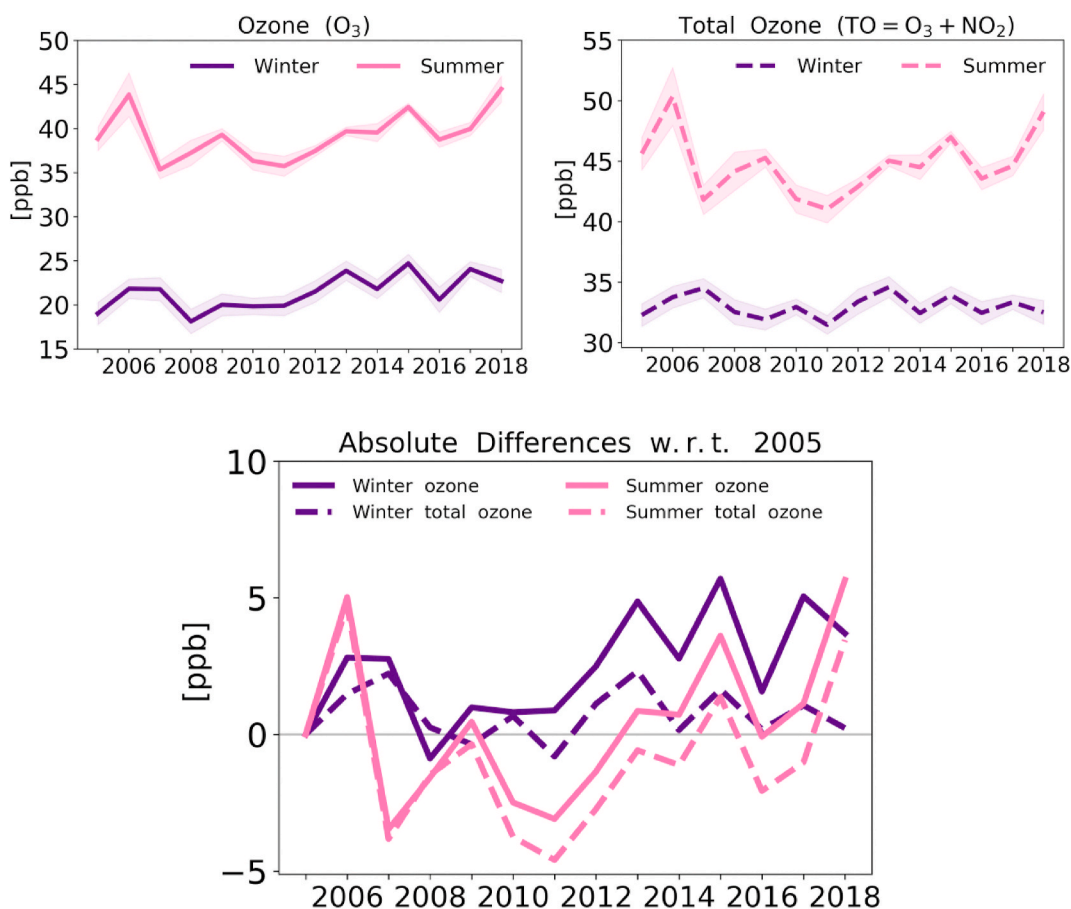 Ozone (O₃)
50
45
40
35
30
25
20
15
[ppb]
Winter Summer
2006 2008 2010 2012 2014 2016 2018
Total Ozone (TO = O₃ + NO₂)
55
50
45
40
35
30
[ppb]
Winter Summer
2006 2008 2010 2012 2014 2016 2018
Absolute Differences w.r.t. 2005
10
5
0
−5
[ppb]
Winter ozone Summer ozone
Winter total ozone Summer total ozone
2006 2008 2010 2012 2014 2016 2018